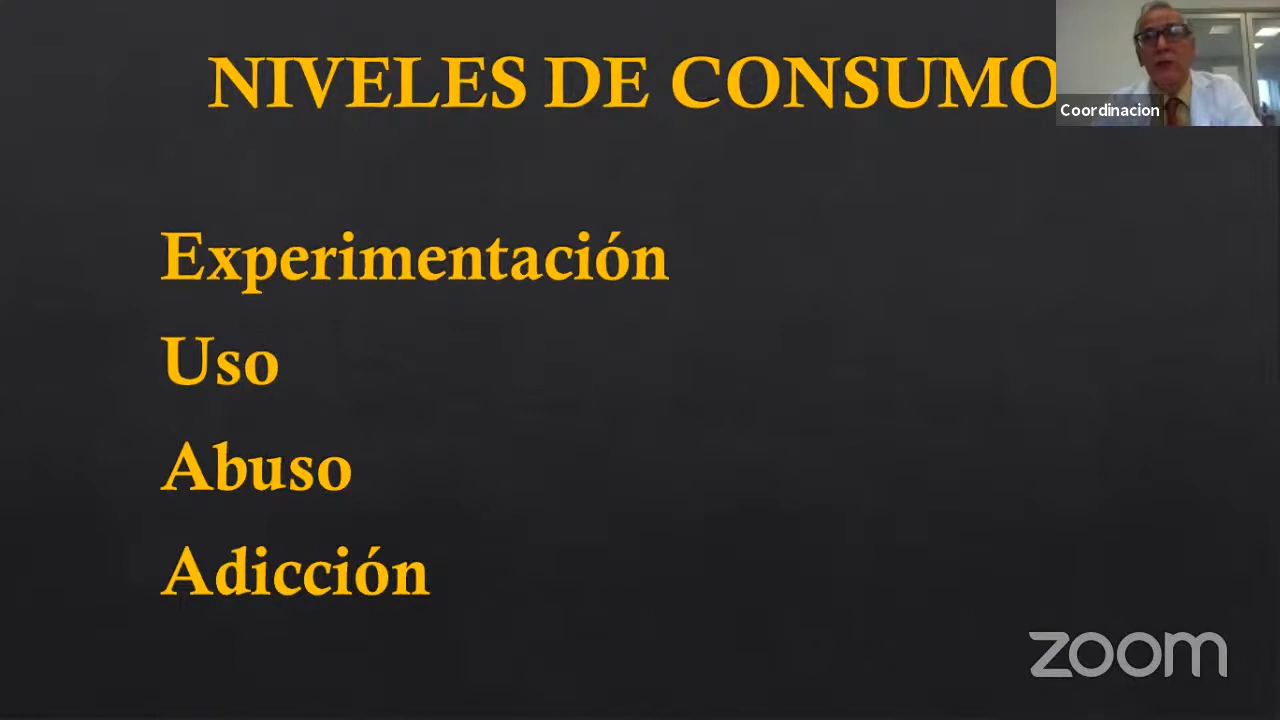 NIVELES DE CONSUMO
Coordinacion
Experimentación
Uso
Abuso
Adicción
zoom